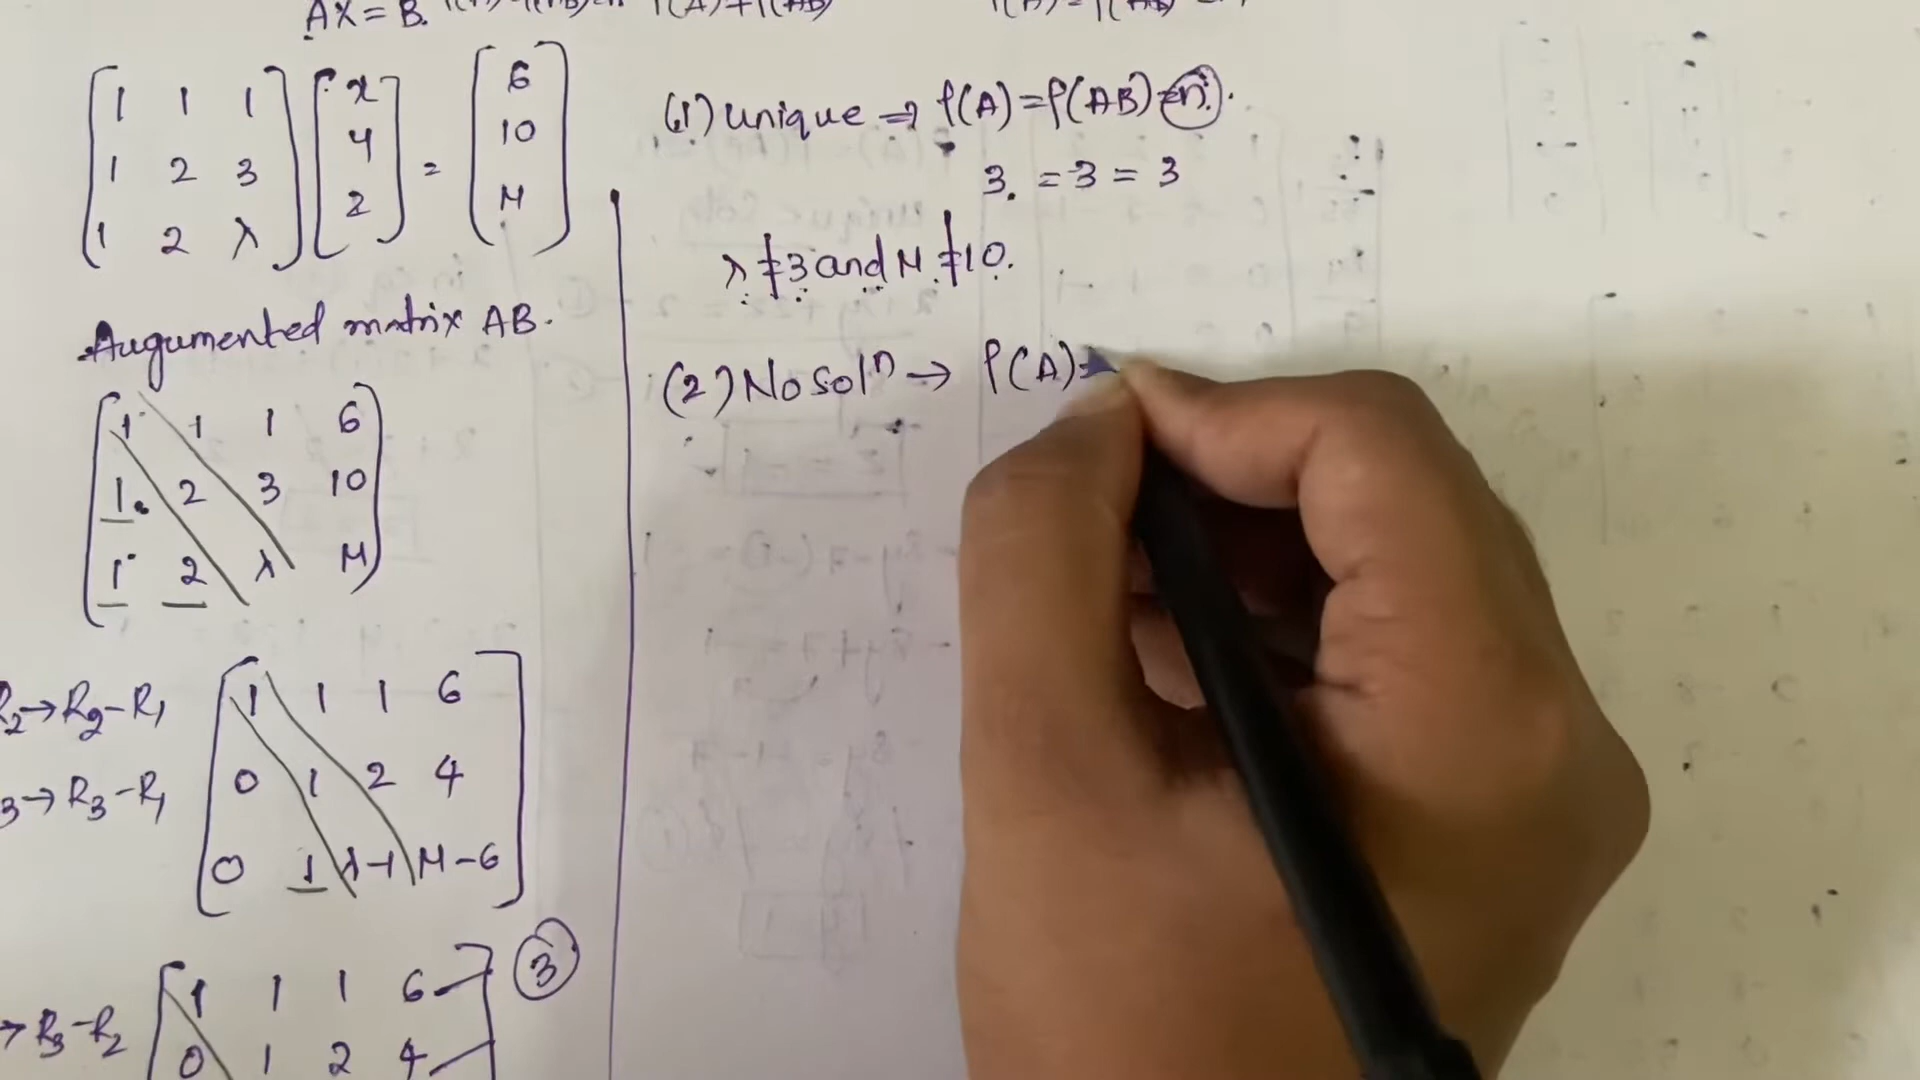 AX = B.
[1 1 1] [x] = [6]
[1 2 3] [y] [10]
[1 2 λ] [z] [μ]
Augumented matrix AB.
[1 1 1 6]
[1 2 3 10]
[1 2 λ μ]
R2→R2-R1 [1 1 1 6]
3→R3-R1 [0 1 2 4]
[0 1 λ-1 μ-6]
→R3-R2 [1 1 1 6] 3
[0 1 2 4]
(1) unique ⇒ ρ(A)=ρ(AB)=n.
3. = 3 = 3
λ ≠ 3 and μ ≠ 10.
(2) No solⁿ → ρ(A)